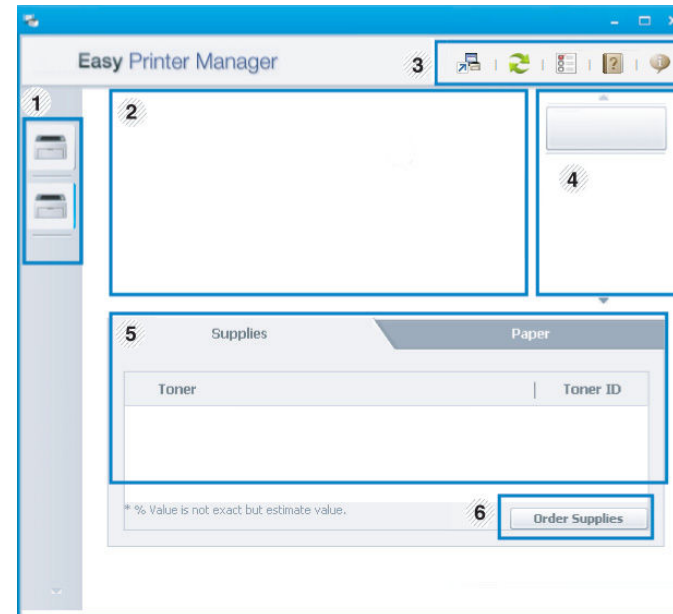 Easy Printer Manager
3
1
2
4
5
Supplies
Paper
Toner
Toner ID
* % Value is not exact but estimate value.
6
Order Supplies